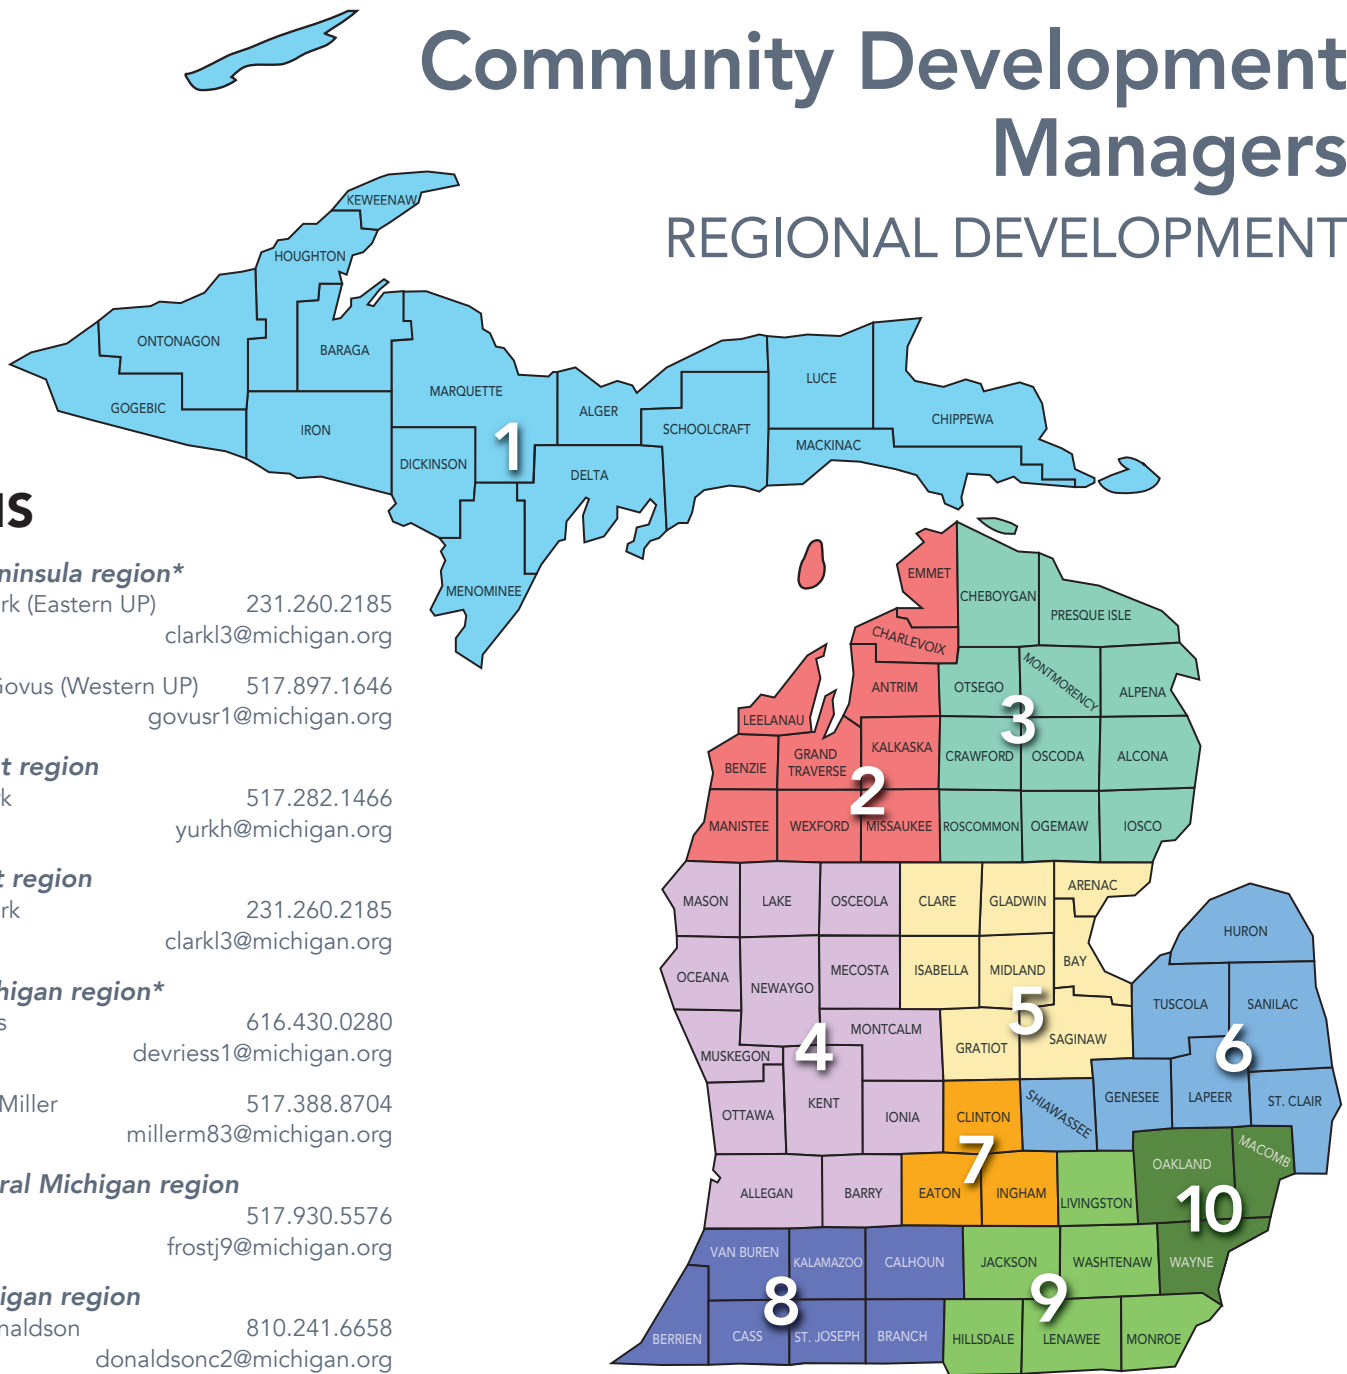 Community Development
Managers
REGIONAL DEVELOPMENT
KEWEENAW
HOUGHTON
ONTONAGON
BARAGA
GOGEBIC
IRON
MARQUETTE
DICKINSON
1
ALGER
DELTA
SCHOOLCRAFT
LUCE
MACKINAC
CHIPPEWA
MENOMINEE
ninsula region*
rk (Eastern UP) 231.260.2185
clarkl3@michigan.org
Govus (Western UP) 517.897.1646
govusr1@michigan.org
t region
rk 517.282.1466
yurkh@michigan.org
t region
rk 231.260.2185
clarkl3@michigan.org
higan region*
s 616.430.0280
devriess1@michigan.org
Miller 517.388.8704
millerm83@michigan.org
ral Michigan region
517.930.5576
frostj9@michigan.org
igan region
naldson 810.241.6658
donaldsonc2@michigan.org
EMMET
CHEBOYGAN
PRESQUE ISLE
CHARLEVOIX
ANTRIM
OTSEGO
MONTMORENCY
ALPENA
3
LEELANAU
BENZIE
GRAND
TRAVERSE
KALKASKA
CRAWFORD
OSCODA
ALCONA
2
MANISTEE
WEXFORD
MISSAUKEE
ROSCOMMON
OGEMAW
IOSCO
MASON
LAKE
OSCEOLA
CLARE
GLADWIN
ARENAC
HURON
OCEANA
NEWAYGO
MECOSTA
ISABELLA
MIDLAND
BAY
TUSCOLA
SANILAC
5
4
MUSKEGON
MONTCALM
GRATIOT
SAGINAW
6
OTTAWA
KENT
IONIA
CLINTON
SHIAWASSEE
GENESEE
LAPEER
ST. CLAIR
7
ALLEGAN
BARRY
EATON
INGHAM
LIVINGSTON
OAKLAND
MACOMB
10
VAN BUREN
KALAMAZOO
CALHOUN
JACKSON
WASHTENAW
WAYNE
8
9
BERRIEN
CASS
ST. JOSEPH
BRANCH
HILLSDALE
LENAWEE
MONROE